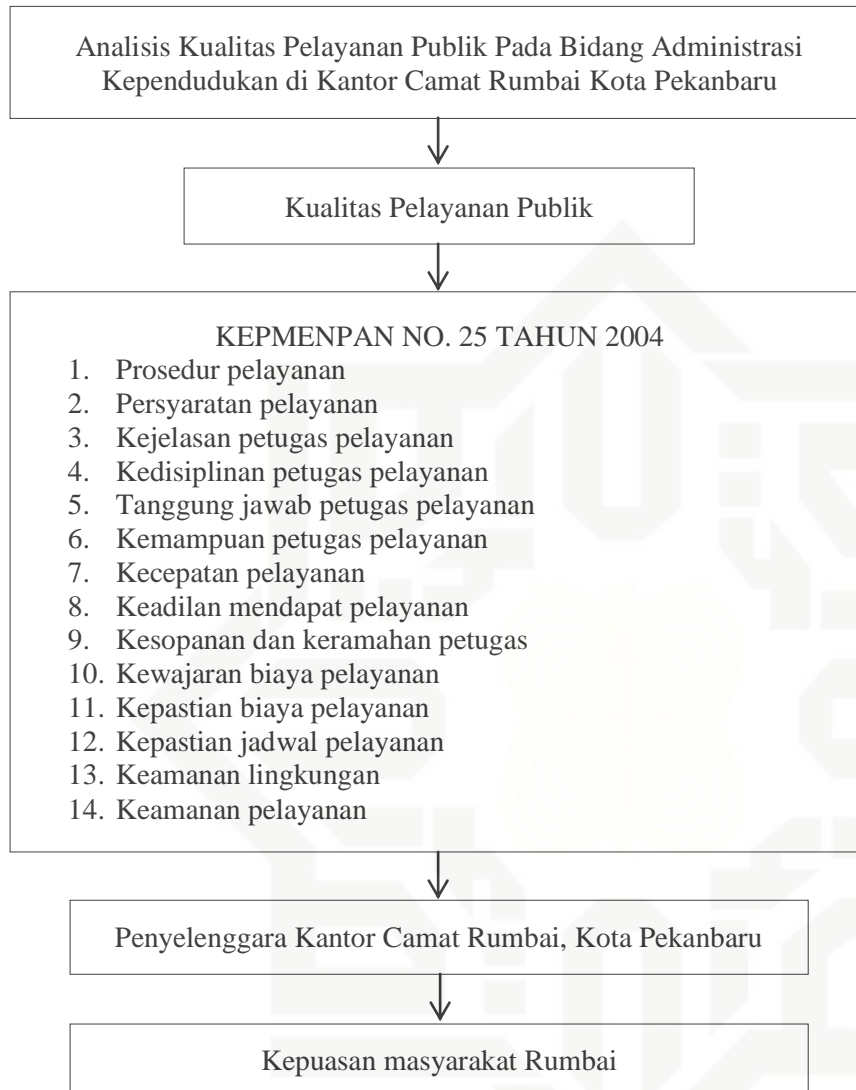 Analisis Kualitas Pelayanan Publik Pada Bidang Administrasi
Kependudukan di Kantor Camat Rumbai Kota Pekanbaru
Kualitas Pelayanan Publik
KEPMENPAN NO. 25 TAHUN 2004
1. Prosedur pelayanan
2. Persyaratan pelayanan
3. Kejelasan petugas pelayanan
4. Kedisiplinan petugas pelayanan
5. Tanggung jawab petugas pelayanan
6. Kemampuan petugas pelayanan
7. Kecepatan pelayanan
8. Keadilan mendapat pelayanan
9. Kesopanan dan keramahan petugas
10. Kewajaran biaya pelayanan
11. Kepastian biaya pelayanan
12. Kepastian jadwal pelayanan
13. Keamanan lingkungan
14. Keamanan pelayanan
Penyelenggara Kantor Camat Rumbai, Kota Pekanbaru
Kepuasan masyarakat Rumbai